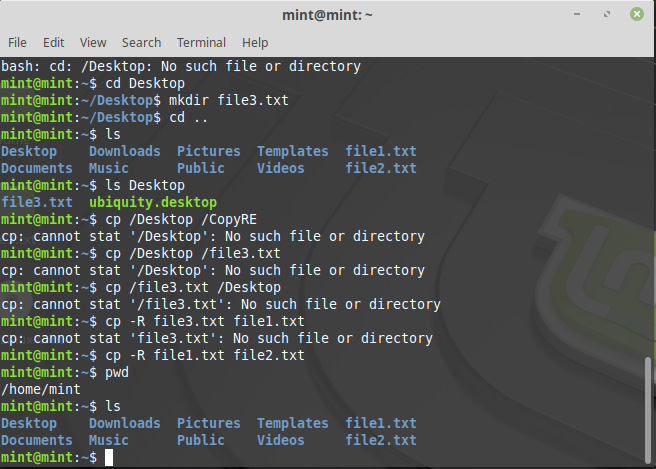 mint@mint: ~
File Edit View Search Terminal Help
bash: cd: /Desktop: No such file or directory
mint@mint:~$ cd Desktop
mint@mint:~/Desktop$ mkdir file3.txt
mint@mint:~/Desktop$ cd ..
mint@mint:~$ ls
Desktop    Downloads  Pictures  Templates  file1.txt
Documents  Music      Public    Videos     file2.txt
mint@mint:~$ ls Desktop
file3.txt  ubiquity.desktop
mint@mint:~$ cp /Desktop /CopyRE
cp: cannot stat '/Desktop': No such file or directory
mint@mint:~$ cp /Desktop /file3.txt
cp: cannot stat '/Desktop': No such file or directory
mint@mint:~$ cp /file3.txt /Desktop
cp: cannot stat '/file3.txt': No such file or directory
mint@mint:~$ cp -R file3.txt file1.txt
cp: cannot stat 'file3.txt': No such file or directory
mint@mint:~$ cp -R file1.txt file2.txt
mint@mint:~$ pwd
/home/mint
mint@mint:~$ ls
Desktop    Downloads  Pictures  Templates  file1.txt
Documents  Music      Public    Videos     file2.txt
mint@mint:~$